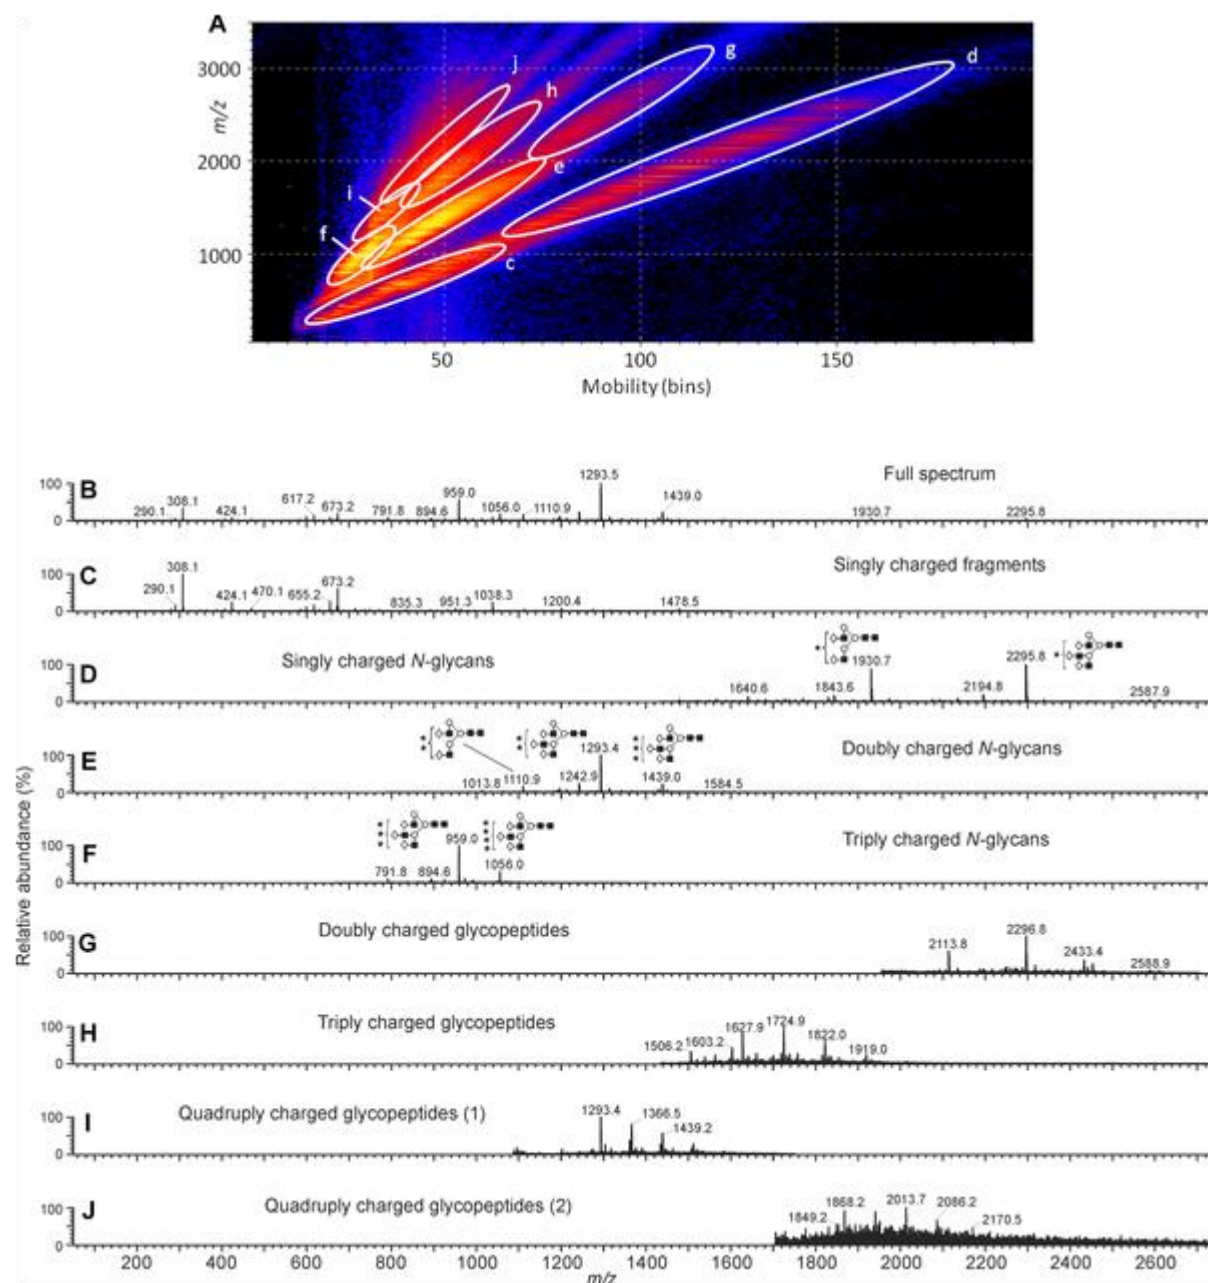 A
j
g
d
3000
h
m/z
2000
e
i
f
1000
c
50
100
150
Mobility (bins)
Relative abundance (%)
B
100
0
290.1
308.1
424.1
617.2
673.2
791.8
894.6
959.0
1056.0
1110.9
1293.5
1439.0
1930.7
2295.8
Full spectrum
C
100
0
290.1
308.1
424.1
470.1
655.2
673.2
835.3
951.3
1038.3
1200.4
1478.5
Singly charged fragments
D
100
0
Singly charged N-glycans
1640.6
1843.6
1930.7
2194.8
2295.8
2587.9
E
100
0
1013.8
1110.9
1242.9
1293.4
1439.0
1584.5
Doubly charged N-glycans
F
100
0
791.8
894.6
959.0
1056.0
Triply charged N-glycans
G
100
0
Doubly charged glycopeptides
2113.8
2296.8
2433.4
2588.9
H
100
0
Triply charged glycopeptides
1506.2
1603.2
1627.9
1724.9
1822.0
1919.0
I
100
0
Quadruply charged glycopeptides (1)
1293.4
1366.5
1439.2
J
100
0
Quadruply charged glycopeptides (2)
1849.2
1868.2
2013.7
2086.2
2170.5
200 400 600 800 1000 1200 1400 1600 1800 2000 2200 2400 2600
m/z